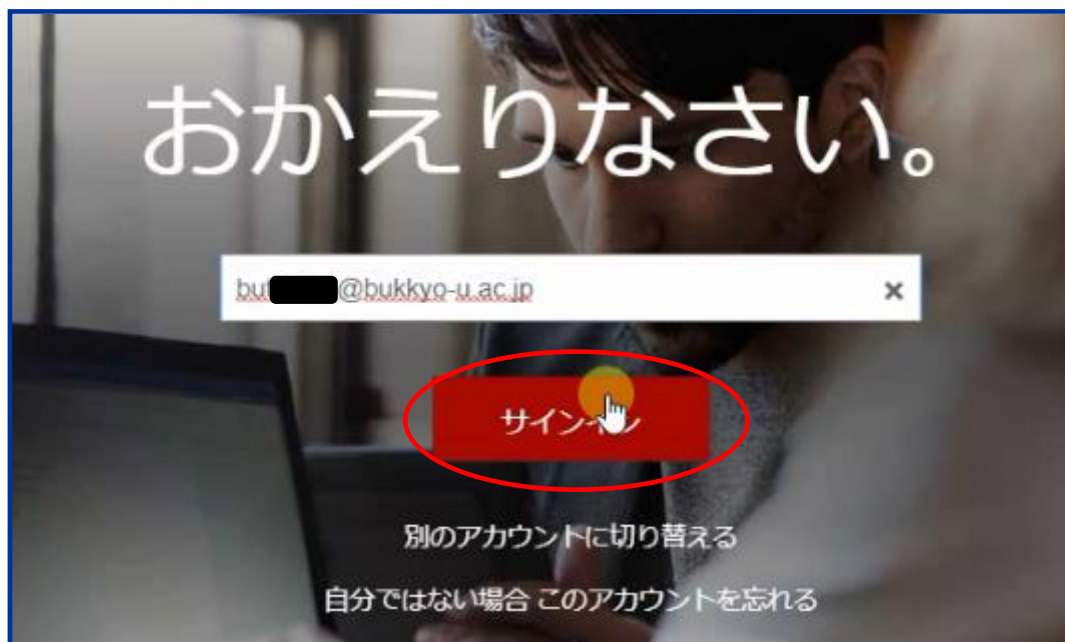 おかえりなさい。
but @bukkyo-u.ac.jp
サインイン
別のアカウントに切り替える
自分ではない場合 このアカウントを忘れる